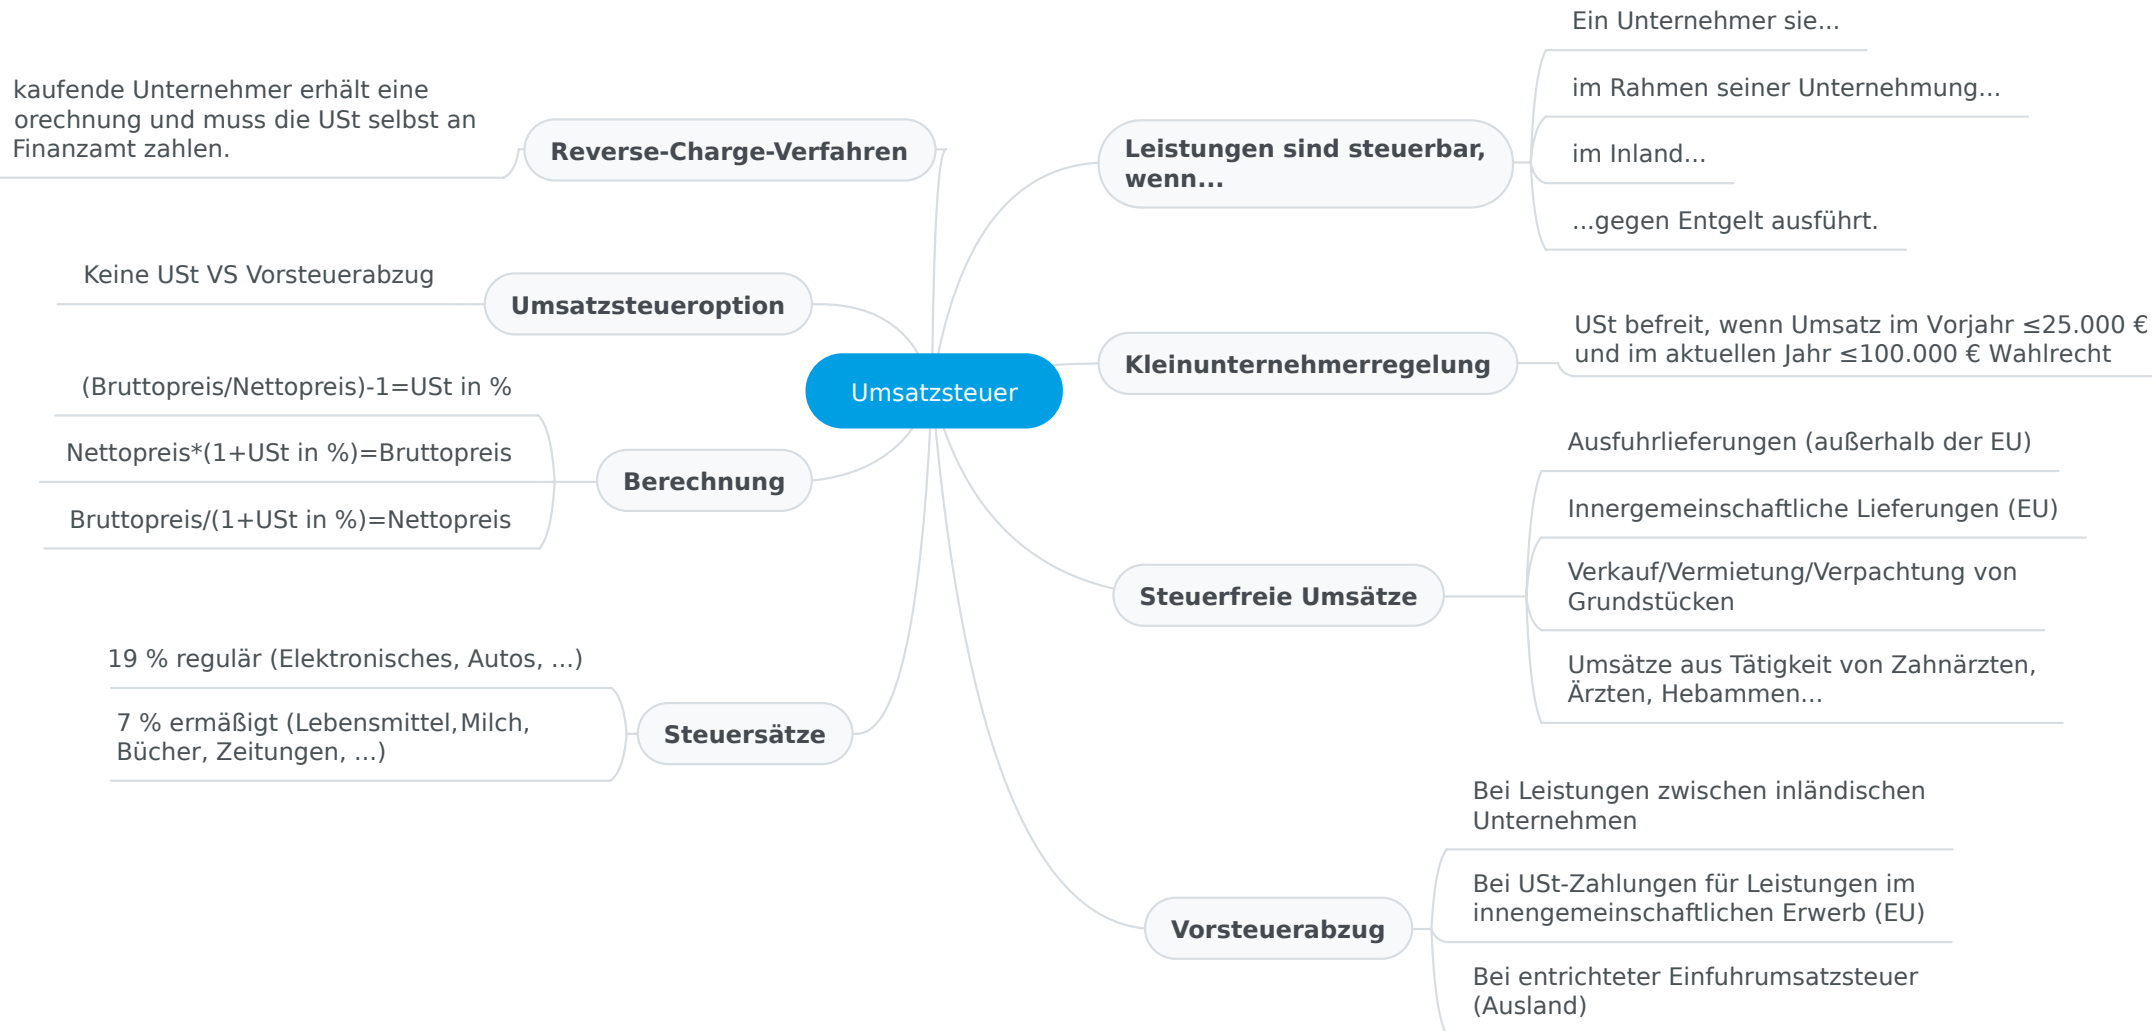 kaufende Unternehmer erhält eine
orechnung und muss die USt selbst an
Finanzamt zahlen.
Reverse-Charge-Verfahren
Keine USt VS Vorsteuerabzug
Umsatzsteueroption
(Bruttopreis/Nettopreis)-1=USt in %
Nettopreis*(1+USt in %)=Bruttopreis
Bruttopreis/(1+USt in %)=Nettopreis
Berechnung
19 % regulär (Elektronisches, Autos, ...)
7 % ermäßigt (Lebensmittel,Milch,
Bücher, Zeitungen, ...)
Steuersätze
Umsatzsteuer
Leistungen sind steuerbar,
wenn...
Ein Unternehmer sie...
im Rahmen seiner Unternehmung...
im Inland...
...gegen Entgelt ausführt.
Kleinunternehmerregelung
USt befreit, wenn Umsatz im Vorjahr ≤25.000 €
und im aktuellen Jahr ≤100.000 € Wahlrecht
Steuerfreie Umsätze
Ausfuhrlieferungen (außerhalb der EU)
Innergemeinschaftliche Lieferungen (EU)
Verkauf/Vermietung/Verpachtung von
Grundstücken
Umsätze aus Tätigkeit von Zahnärzten,
Ärzten, Hebammen...
Vorsteuerabzug
Bei Leistungen zwischen inländischen
Unternehmen
Bei USt-Zahlungen für Leistungen im
innengemeinschaftlichen Erwerb (EU)
Bei entrichteter Einfuhrumsatzsteuer
(Ausland)